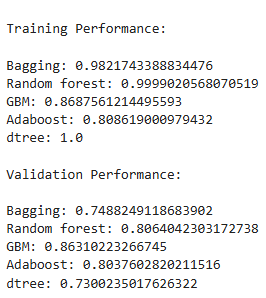 Training Performance:
Bagging: 0.9821743388834476
Random forest: 0.9999020568070519
GBM: 0.8687561214495593
Adaboost: 0.808619000979432
dtree: 1.0
Validation Performance:
Bagging: 0.7488249118683902
Random forest: 0.8064042303172738
GBM: 0.86310223266745
Adaboost: 0.8037602820211516
dtree: 0.7300235017626322